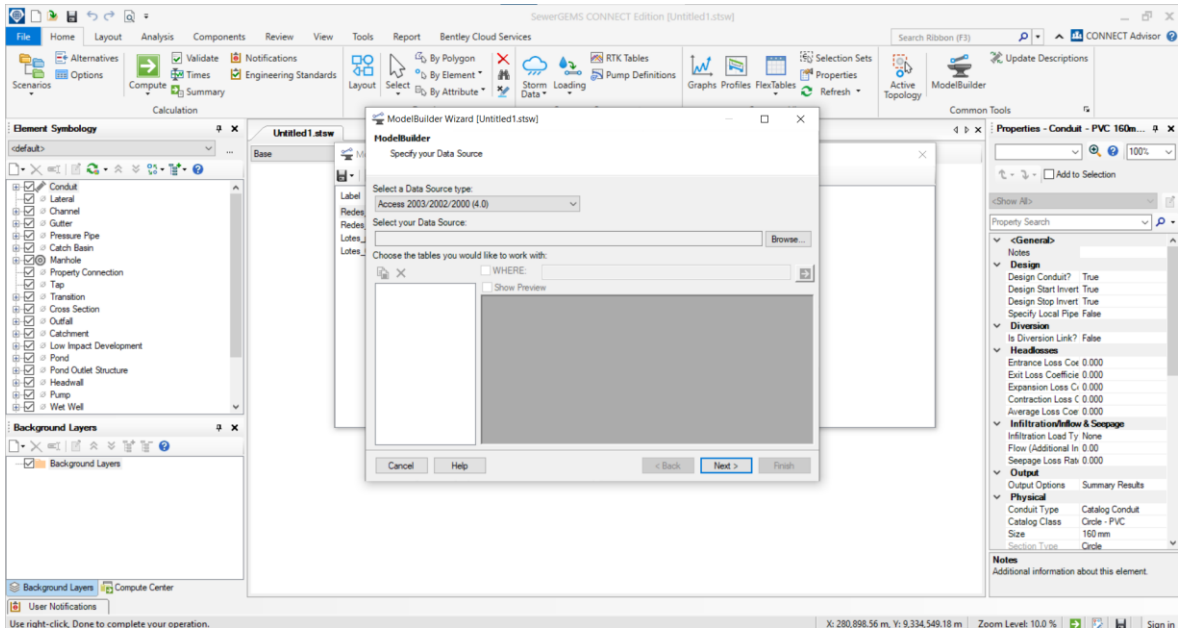 SewerGEMS CONNECT Edition [Untitled1.stsw]
File Home Layout Analysis Components Review View Tools Report Bentley Cloud Services Search Ribbon (F3) CONNECT Advisor
Scenarios
Alternatives
Options
Compute
Validate
Times
Summary
Notifications
Engineering Standards
Calculation
Layout
Select
By Polygon
By Element
By Attribute
Storm Data
Loading
RTK Tables
Pump Definitions
Graphs Profiles FlexTables
Selection Sets
Properties
Refresh
Active Topology
ModelBuilder
Update Descriptions
Common Tools
Element Symbology
<default>
Conduit
Lateral
Channel
Gutter
Pressure Pipe
Catch Basin
Manhole
Property Connection
Tap
Transition
Cross Section
Outfall
Catchment
Low Impact Development
Pond
Pond Outlet Structure
Headwall
Pump
Wet Well
Background Layers
Background Layers
Background Layers Compute Center
User Notifications
Use right-click, Done to complete your operation.
Untitled1.stsw
Base
Label
Redes
Redes
Lotes_
Lotes_
ModelBuilder Wizard [Untitled1.stsw]
ModelBuilder
Specify your Data Source
Select a Data Source type:
Access 2003/2002/2000 (4.0)
Select your Data Source:
Browse...
Choose the tables you would like to work with:
WHERE:
Show Preview
Cancel Help < Back Next > Finish
Properties - Conduit - PVC 160m...
100%
Add to Selection
<Show All>
Property Search
<General>
Notes
Design
Design Conduit? True
Design Start Invert True
Design Stop Invert True
Specify Local Pipe False
Diversion
Is Diversion Link? False
Headlosses
Entrance Loss Coe 0.000
Exit Loss Coefficie 0.000
Expansion Loss C 0.000
Contraction Loss C 0.000
Average Loss Coe 0.000
Infiltration/Inflow & Seepage
Infiltration Load Ty None
Flow (Additional In 0.00
Seepage Loss Rat 0.000
Output
Output Options Summary Results
Physical
Conduit Type Catalog Conduit
Catalog Class Circle - PVC
Size 160 mm
Section Type Circle
Notes
Additional information about this element.
X: 280,898.56 m, Y: 9,334,549.18 m Zoom Level: 10.0 % Sign in